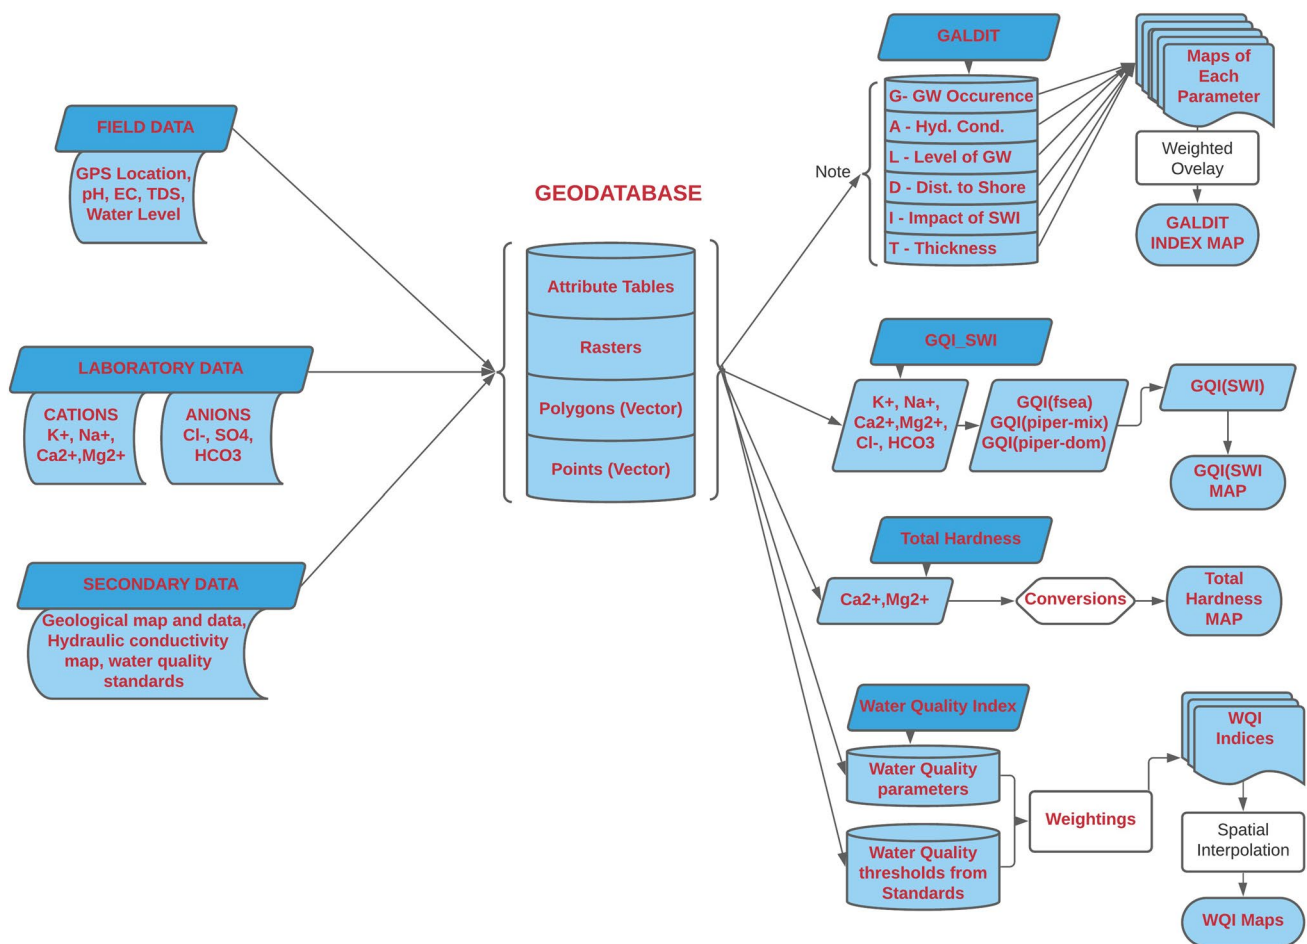 FIELD DATA
GPS Location,
pH, EC, TDS,
Water Level
LABORATORY DATA
CATIONS
K+, Na+,
Ca2+,Mg2+
ANIONS
Cl-, SO4,
HCO3
SECONDARY DATA
Geological map and data,
Hydraulic conductivity
map, water quality
standards
GEODATABASE
Attribute Tables
Rasters
Polygons (Vector)
Points (Vector)
GALDIT
Note
G- GW Occurence
A - Hyd. Cond.
L - Level of GW
D - Dist. to Shore
I - Impact of SWI
T - Thickness
Maps of
Each
Parameter
Weighted
Ovelay
GALDIT
INDEX MAP
GQI_SWI
K+, Na+,
Ca2+,Mg2+,
Cl-, HCO3
GQI(fsea)
GQI(piper-mix)
GQI(piper-dom)
GQI(SWI)
GQI(SWI
MAP
Total Hardness
Ca2+,Mg2+
Conversions
Total
Hardness
MAP
Water Quality Index
Water Quality
parameters
Water Quality
thresholds from
Standards
Weightings
WQI
Indices
Spatial
Interpolation
WQI Maps